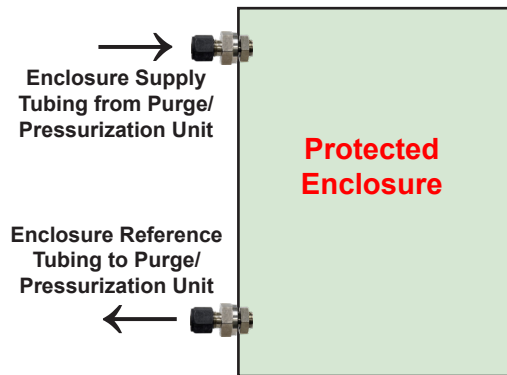 Enclosure Supply
Tubing from Purge/
Pressurization Unit
Protected
Enclosure
Enclosure Reference
Tubing to Purge/
Pressurization Unit